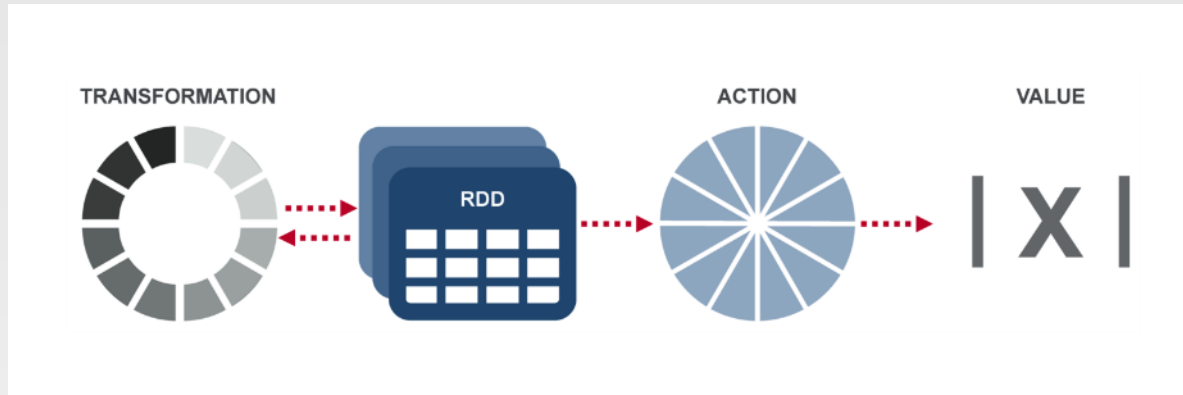 TRANSFORMATION
ACTION
VALUE
RDD
| X |